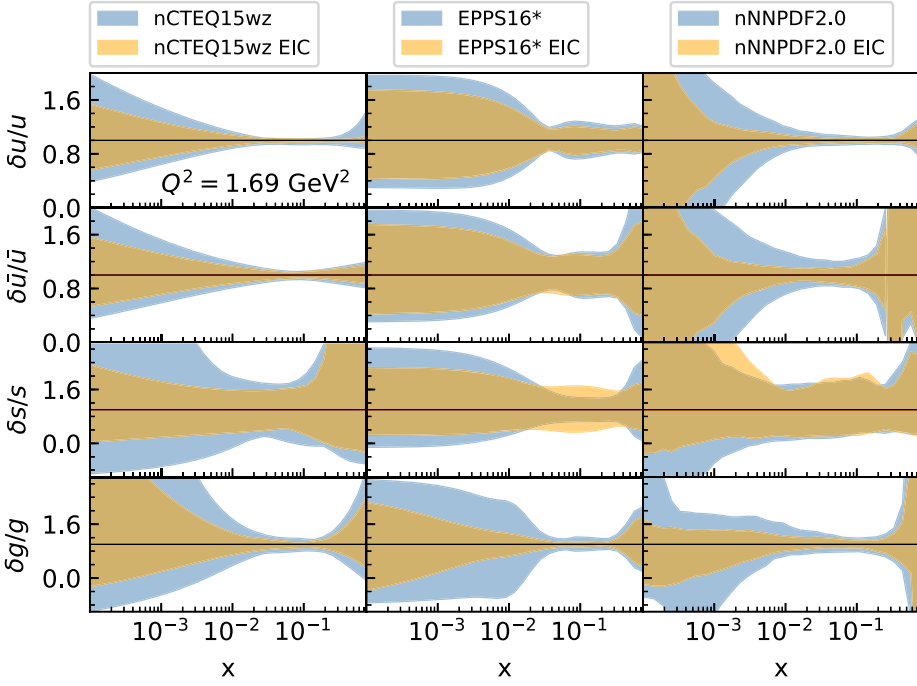 nCTEQ15wz
nCTEQ15wz EIC
EPPS16*
EPPS16* EIC
nNNPDF2.0
nNNPDF2.0 EIC
δu/u
1.6
0.8
0.0
Q² = 1.69 GeV²
δū/ū
1.6
0.8
0.0
δs/s
1.6
0.0
δg/g
1.6
0.0
10⁻³ 10⁻² 10⁻¹ 10⁻³ 10⁻² 10⁻¹ 10⁻³ 10⁻² 10⁻¹
x x x